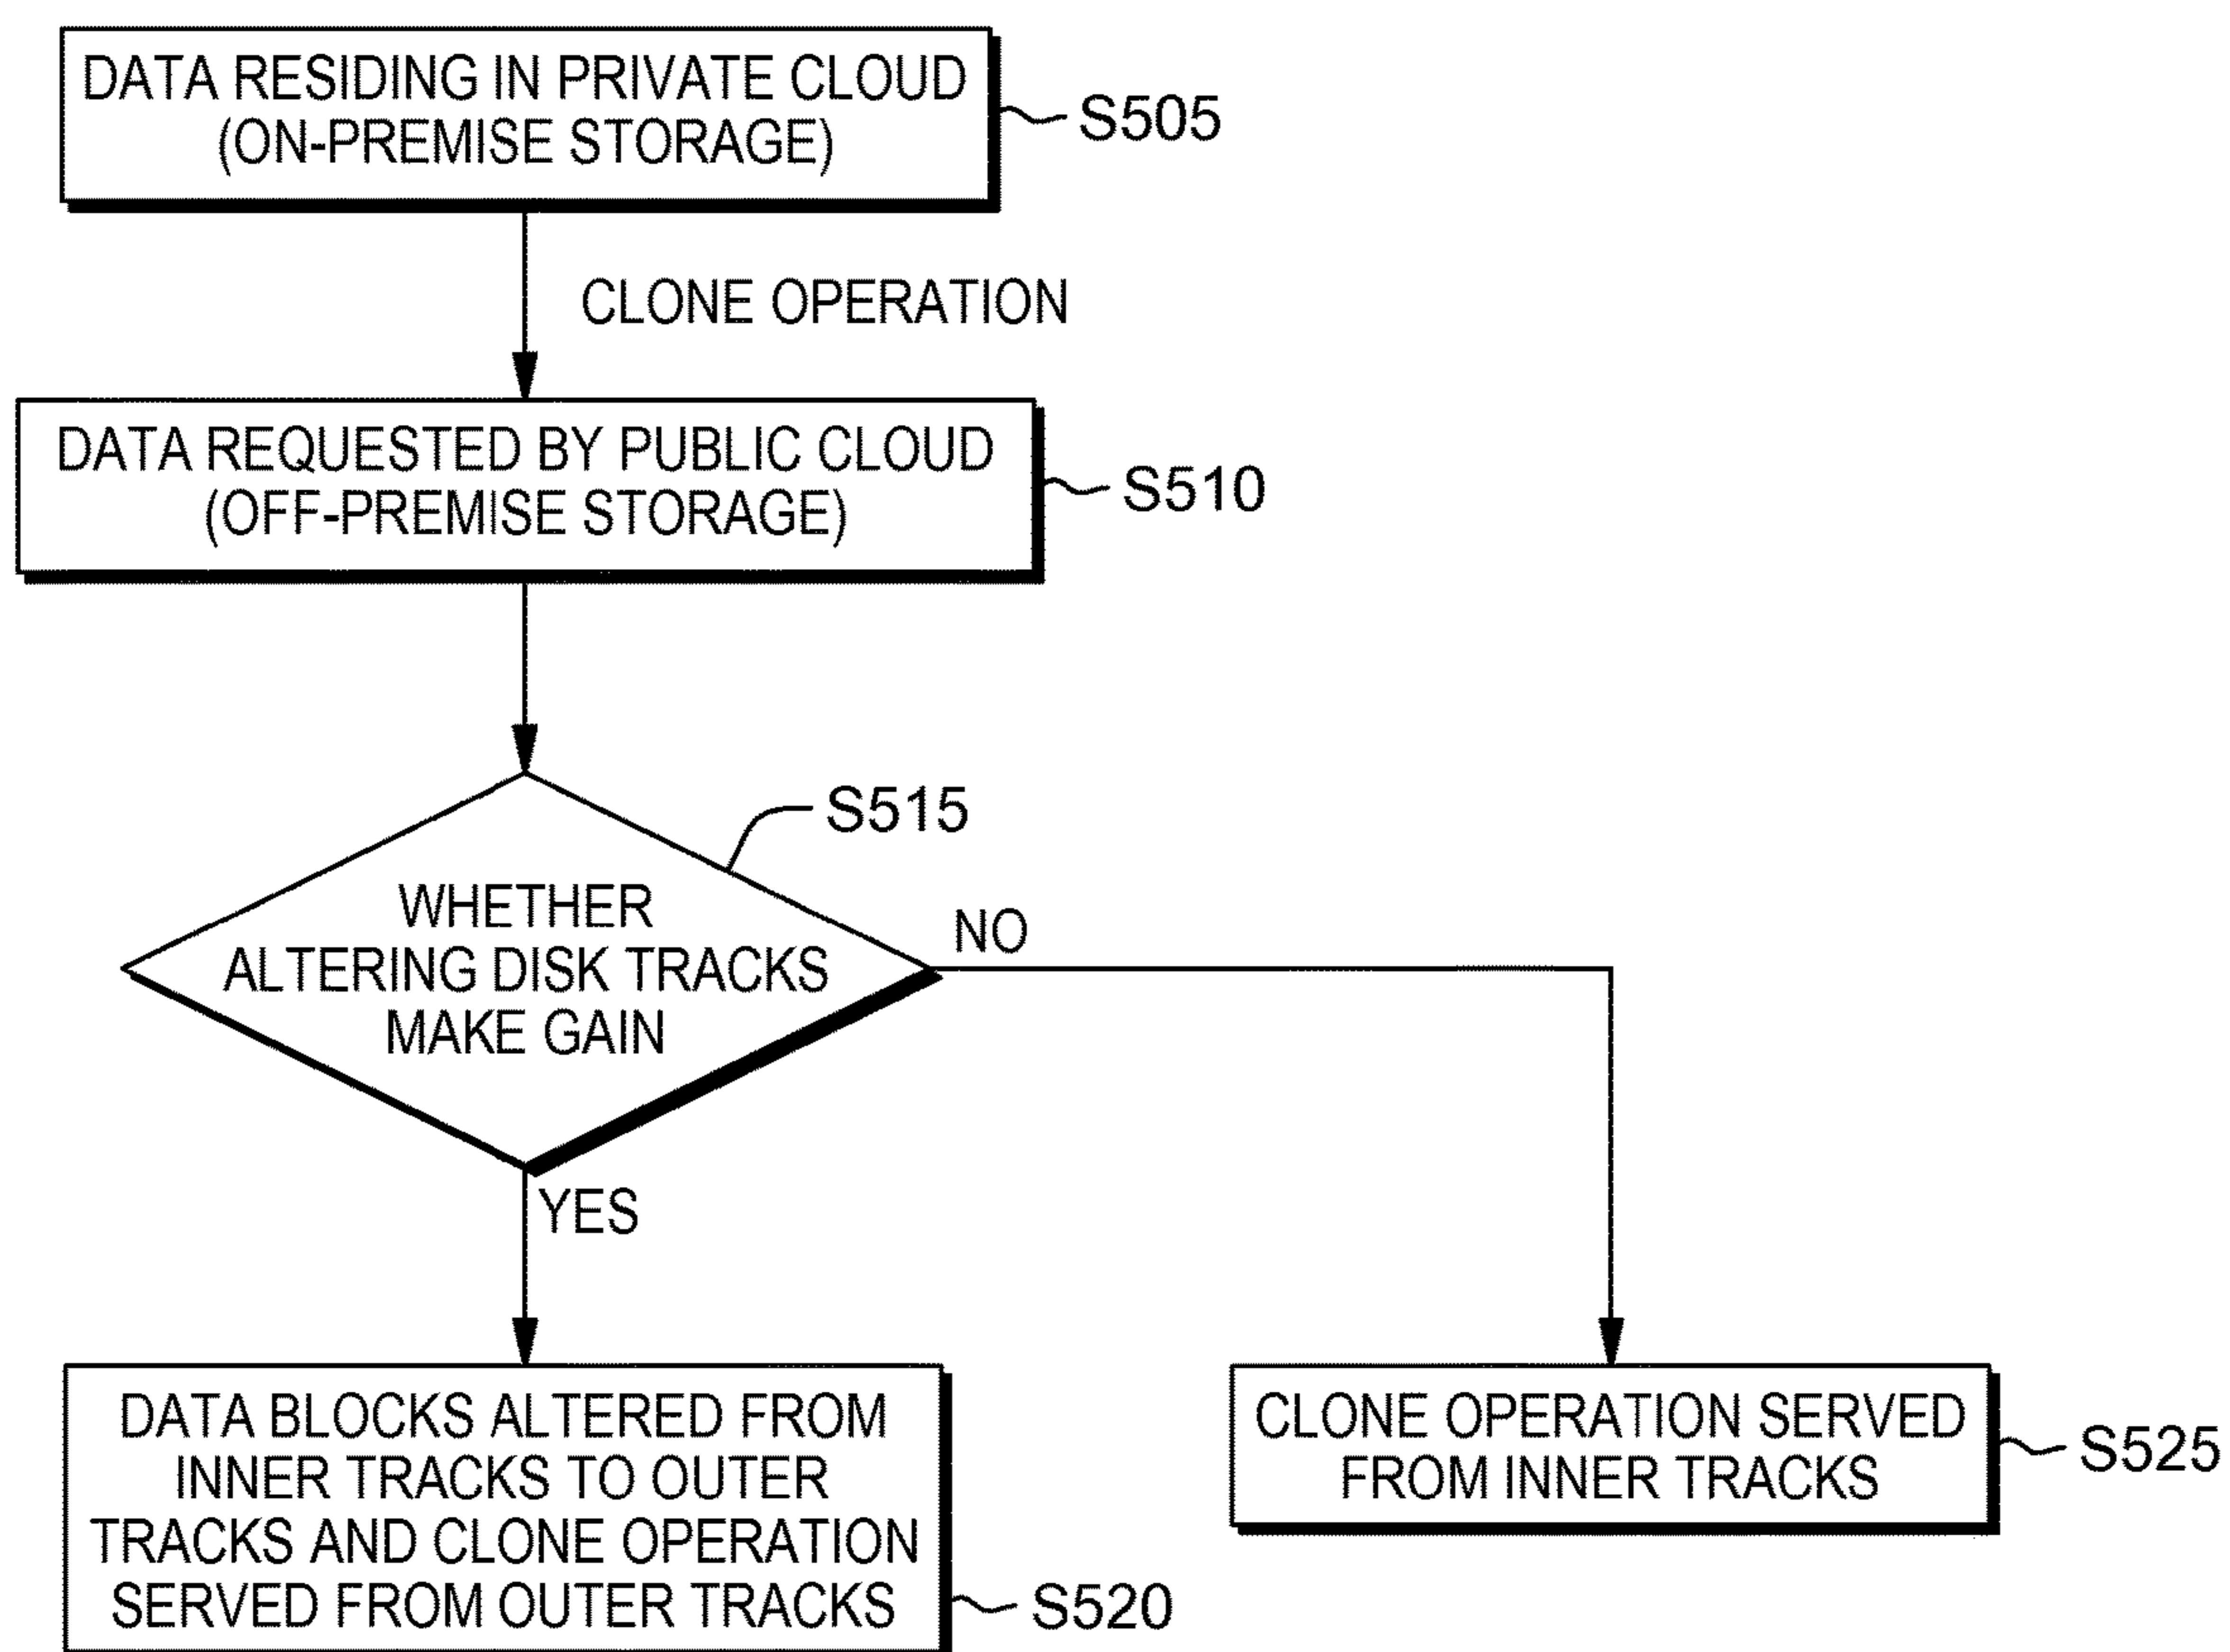 DATA RESIDING IN PRIVATE CLOUD
(ON-PREMISE STORAGE)
S505
CLONE OPERATION
DATA REQUESTED BY PUBLIC CLOUD
(OFF-PREMISE STORAGE)
S510
S515
WHETHER
ALTERING DISK TRACKS
MAKE GAIN
NO
YES
DATA BLOCKS ALTERED FROM
INNER TRACKS TO OUTER
TRACKS AND CLONE OPERATION
SERVED FROM OUTER TRACKS
S520
CLONE OPERATION SERVED
FROM INNER TRACKS
S525